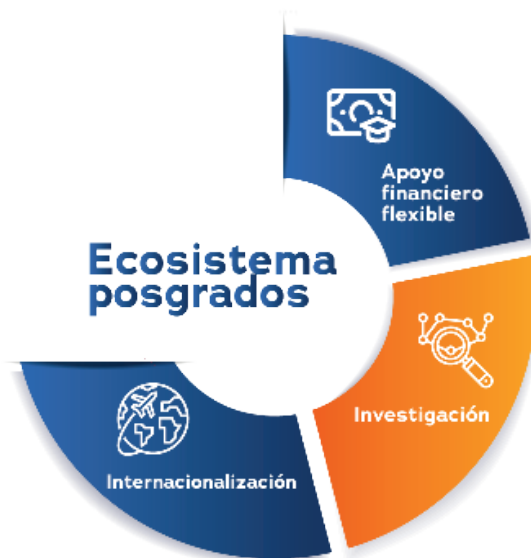 Apoyo
financiero
flexible
Ecosistema
posgrados
Investigación
Internacionalización